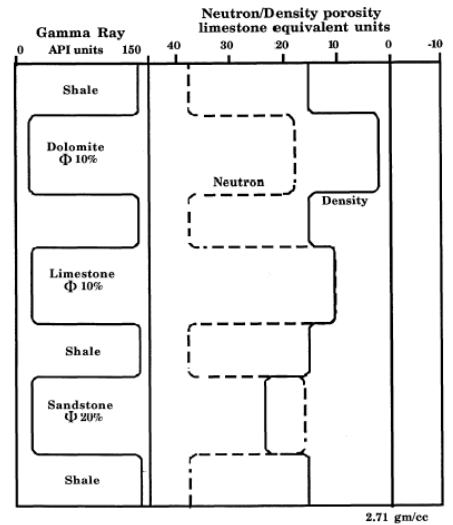 Neutron/Density porosity
Gamma Ray limestone equivalent units
API units
0 150 40 30 20 10 0 -10
Shale
Dolomite
Φ 10%
Neutron
Density
Limestone
Φ 10%
Shale
Sandstone
Φ 20%
Shale
2.71 gm/cc